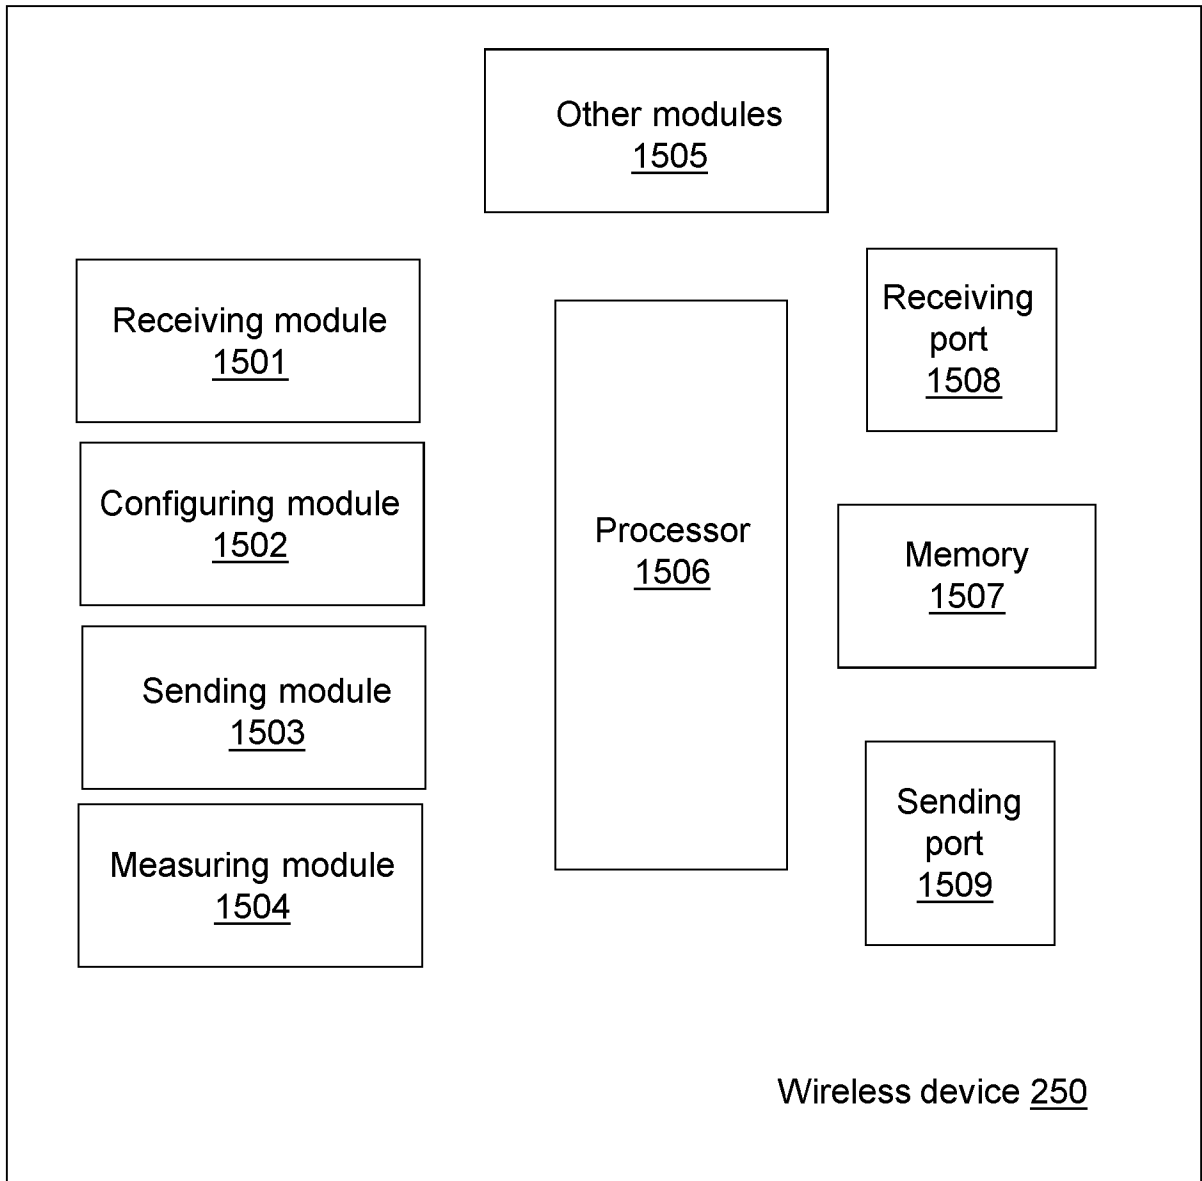 Other modules
1505
Receiving module
1501
Configuring module
1502
Sending module
1503
Measuring module
1504
Processor
1506
Receiving
port
1508
Memory
1507
Sending
port
1509
Wireless device 250